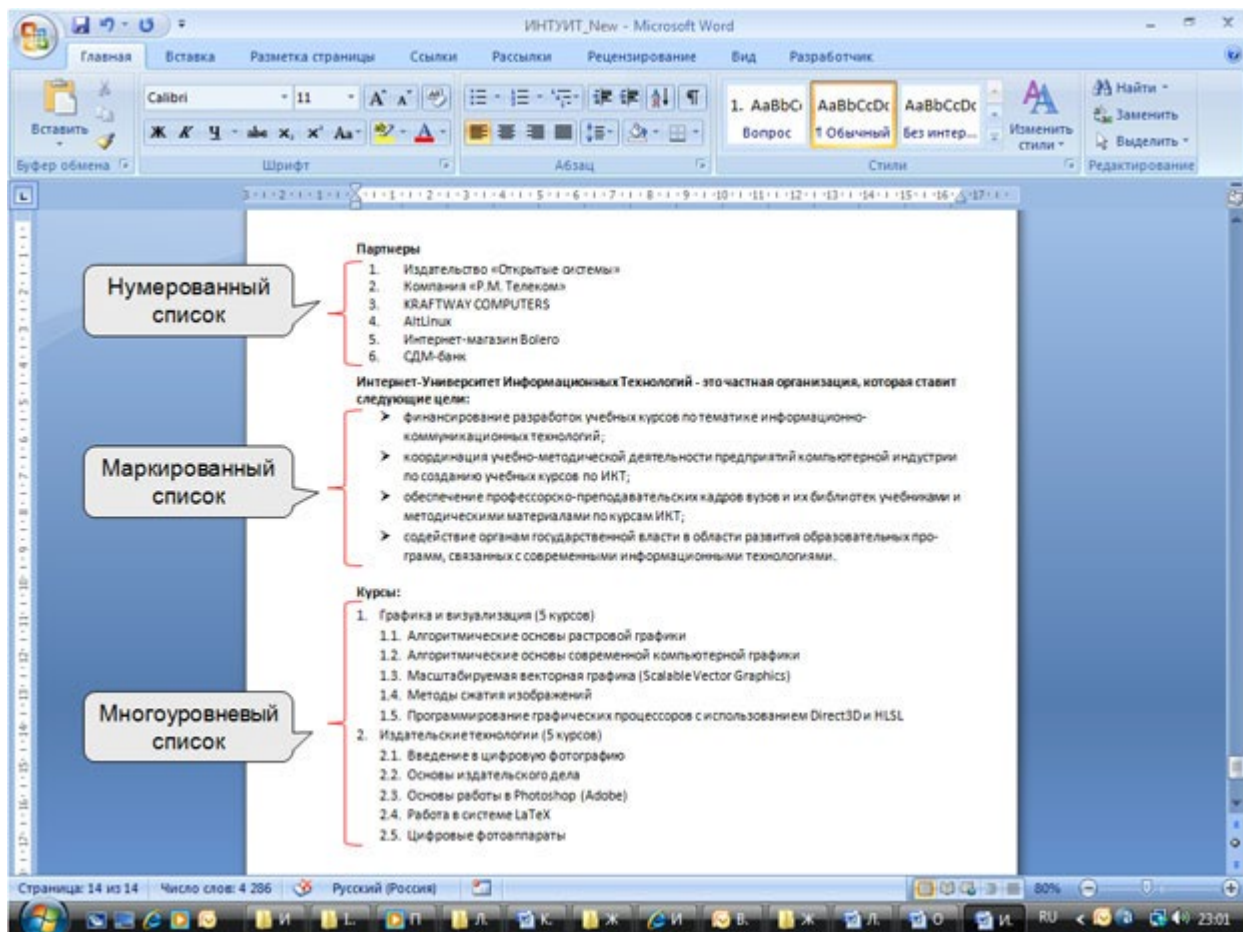 ИНТУИТ_New - Microsoft Word
Главная Вставка Разметка страницы Ссылки Рассылки Рецензирование Вид Разработчик
Calibri 11
Вставить
Ж К Ч abe x, x' Aa
1. AaBbCc AaBbCcDc AaBbCcDc
Вопрос ¶ Обычный Без интер...
Изменить стили
Найти
Заменить
Выделить
Буфер обмена Шрифт Абзац Стили Редактирование
Партнеры
1. Издательство «Открытые системы»
2. Компания «Р.М. Телеком»
3. KRAFTWAY COMPUTERS
4. AltLinux
5. Интернет-магазин Bolero
6. СДМ-банк
Нумерованный
список
Интернет-Университет Информационных Технологий - это частная организация, которая ставит
следующие цели:
финансирование разработок учебных курсов по тематике информационно-
коммуникационных технологий;
координация учебно-методической деятельности предприятий компьютерной индустрии
по созданию учебных курсов по ИКТ;
обеспечение профессорско-преподавательских кадров вузов и их библиотек учебниками и
методическими материалами по курсам ИКТ;
содействие органам государственной власти в области развития образовательных про-
грамм, связанных с современными информационными технологиями.
Маркированный
список
Курсы:
1. Графика и визуализация (5 курсов)
1.1. Алгоритмические основы растровой графики
1.2. Алгоритмические основы современной компьютерной графики
1.3. Масштабируемая векторная графика (Scalable Vector Graphics)
1.4. Методы сжатия изображений
1.5. Программирование графических процессоров с использованием Direct3D и HLSL
2. Издательские технологии (5 курсов)
2.1. Введение в цифровую фотографию
2.2. Основы издательского дела
2.3. Основы работы в Photoshop (Adobe)
2.4. Работа в системе LaTeX
2.5. Цифровые фотоаппараты
Многоуровневый
список
Страница: 14 из 14 Число слов: 4 286 Русский (Россия) 80%
И L. П Л. К. Ж И В. Ж Л. О И. RU 23:01